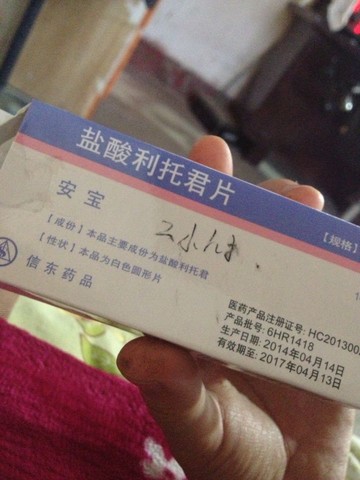 盐酸利托君片
【规格】
安宝
二小时.
【成份】本品主要成份为盐酸利托君
【性状】本品为白色圆形片
信东药品
医药产品注册证号: HC201300
产品批号: 6HR1418
生产日期: 2014年04月14日
有效期至: 2017年04月13日